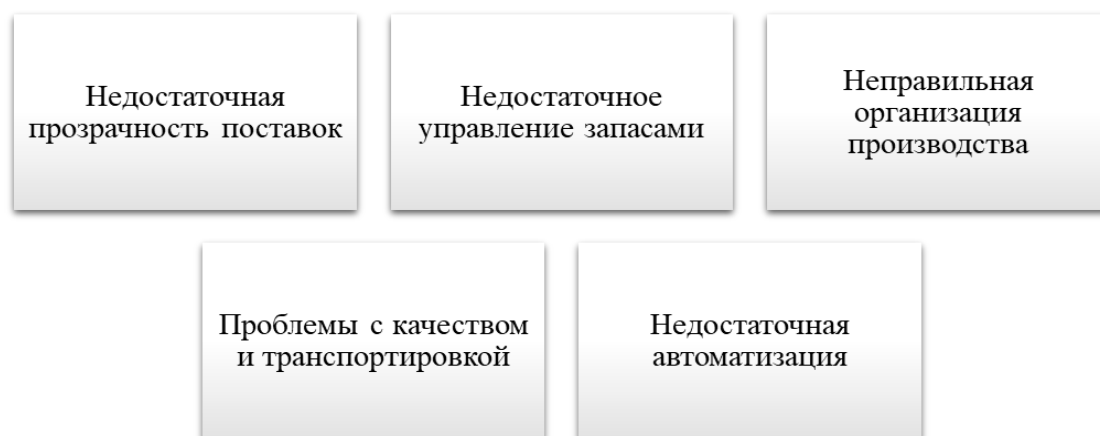 Недостаточная
прозрачность поставок
Недостаточное
управление запасами
Неправильная
организация
производства
Проблемы с качеством
и транспортировкой
Недостаточная
автоматизация